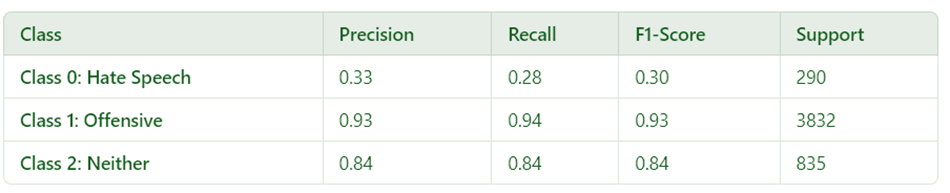 Class Precision Recall F1-Score Support
Class 0: Hate Speech 0.33 0.28 0.30 290
Class 1: Offensive 0.93 0.94 0.93 3832
Class 2: Neither 0.84 0.84 0.84 835